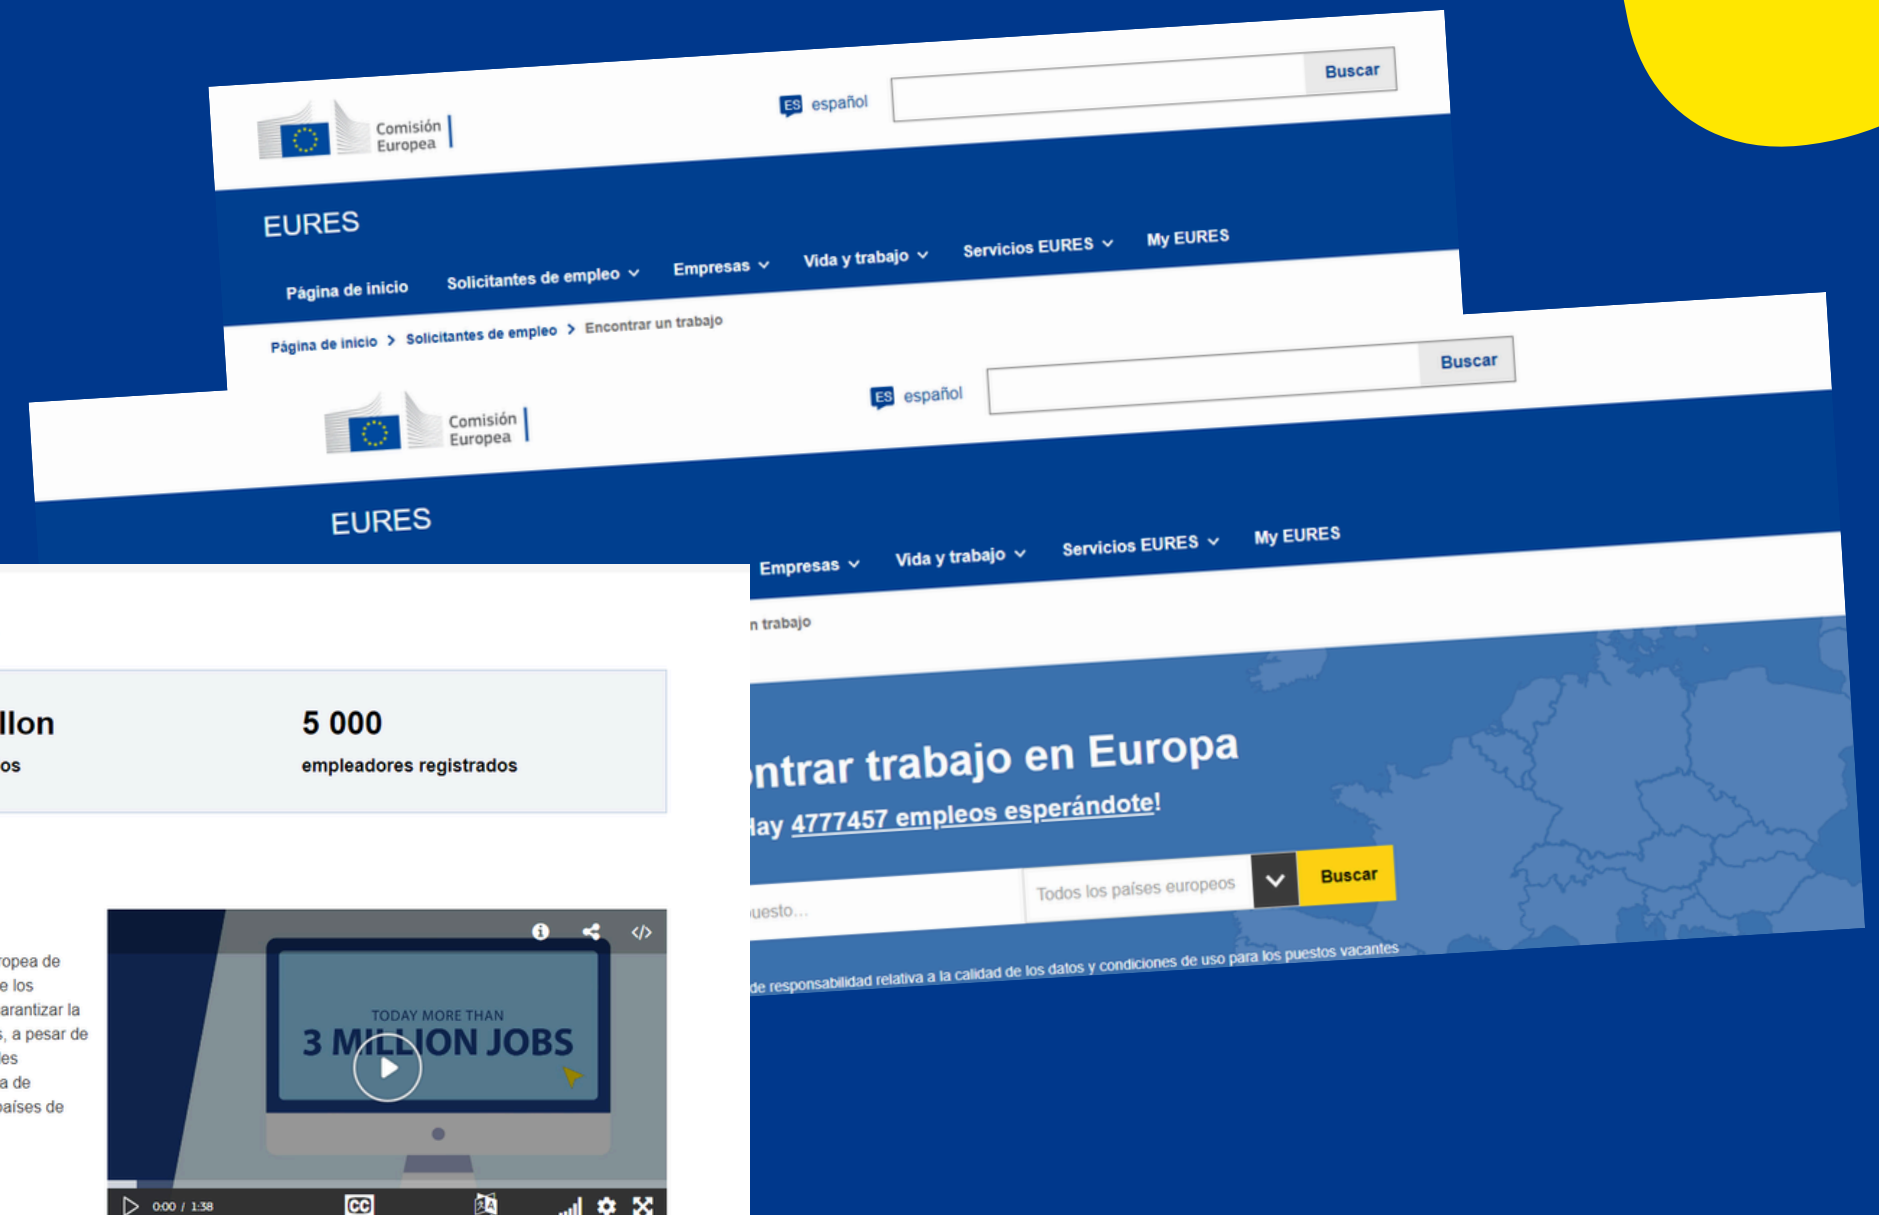 Comisión
Europea
ES español
Buscar
EURES
Página de inicio Solicitantes de empleo Empresas Vida y trabajo Servicios EURES My EURES
Página de inicio > Solicitantes de empleo > Encontrar un trabajo
Comisión
Europea
ES español
Buscar
EURES
Empresas Vida y trabajo Servicios EURES My EURES
n trabajo
ntrar trabajo en Europa
ay 4777457 empleos esperándote!
uesto...
Todos los países europeos
Buscar
de responsabilidad relativa a la calidad de los datos y condiciones de uso para los puestos vacantes
llon
os
5 000
empleadores registrados
ropea de
e los
arantizar la
s, a pesar de
les
a de
países de
TODAY MORE THAN
3 MILLION JOBS
0:00 / 1:38
CC